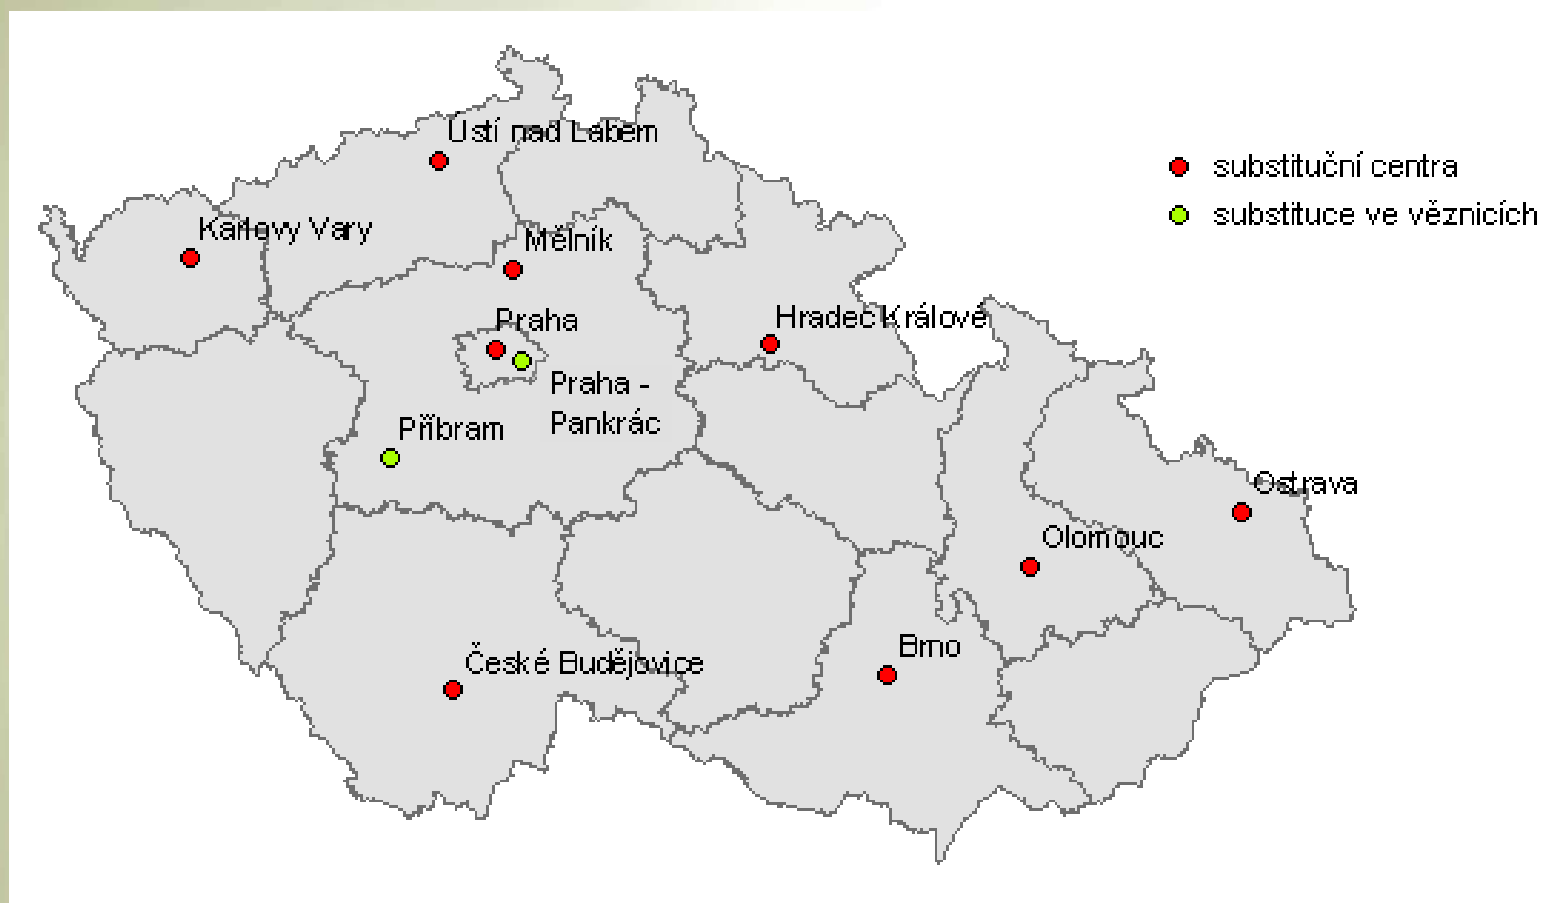 Ústí nad Labem
substituční centra
substituce ve věznicích
Karlovy Vary
Mělník
Praha
Hradec Králové
Praha -
Pankrác
Příbram
Ostrava
Olomouc
Brno
České Budějovice